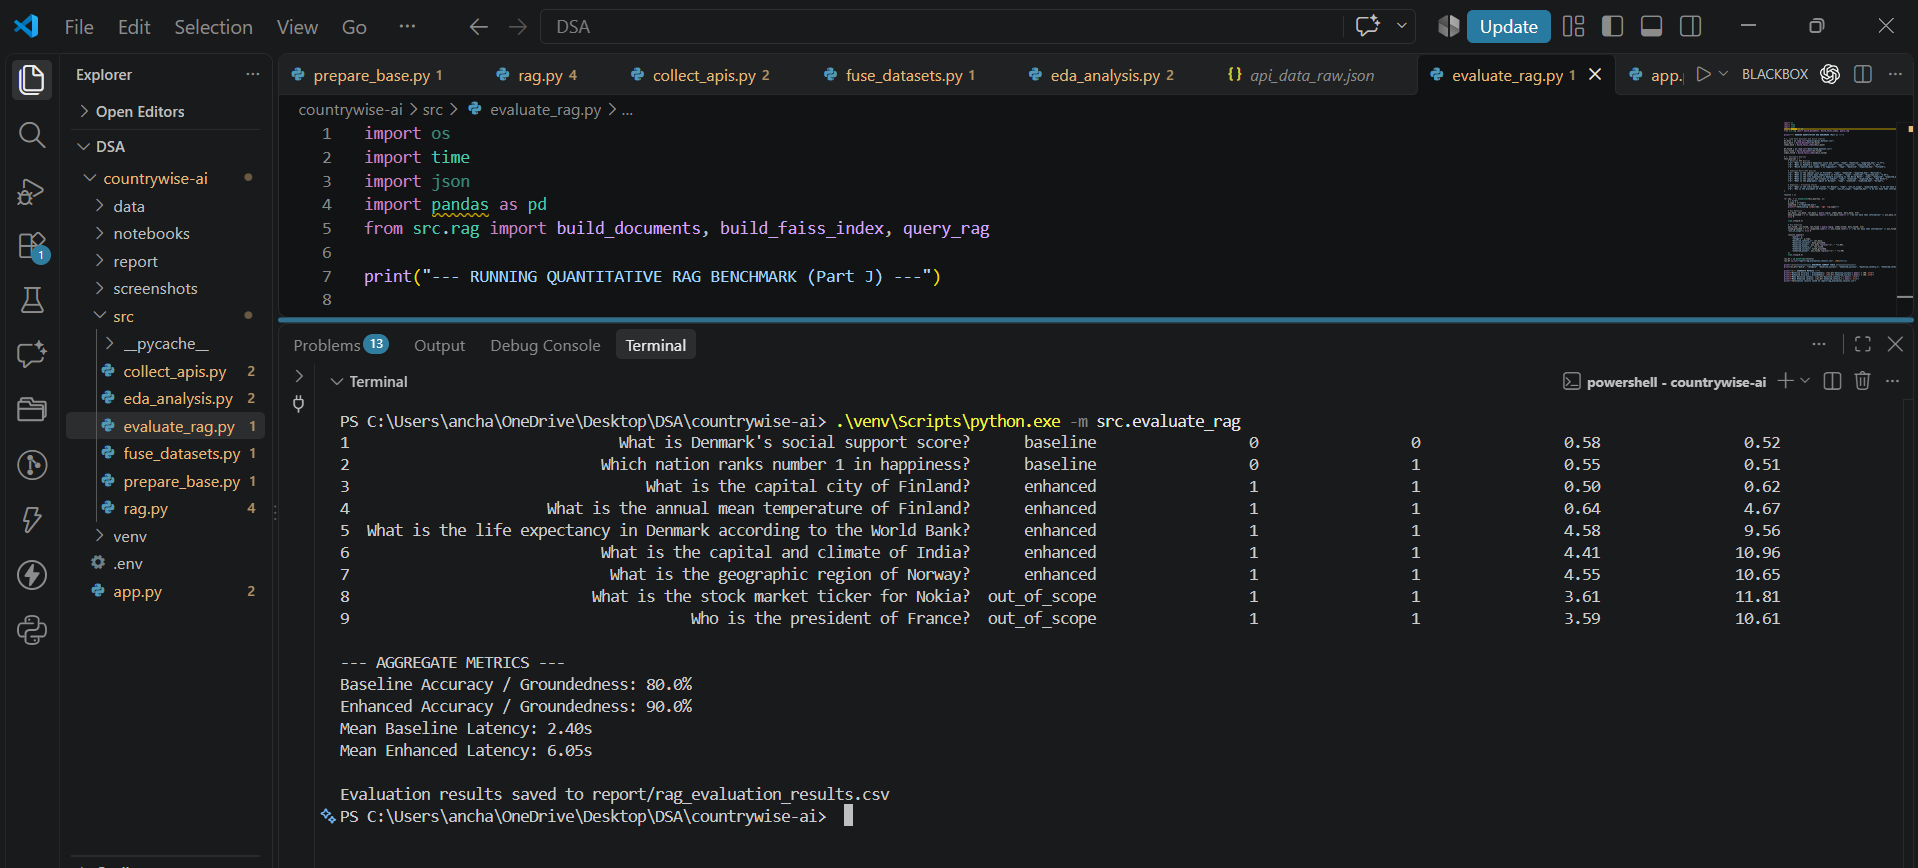 File Edit Selection View Go ··· DSA Update
Explorer ···
Open Editors
DSA
countrywise-ai
data
notebooks
report
screenshots
src
__pycache__
collect_apis.py 2
eda_analysis.py 2
evaluate_rag.py 1
fuse_datasets.py 1
prepare_base.py 1
rag.py 4
venv
.env
app.py 2
1
prepare_base.py 1 rag.py 4 collect_apis.py 2 fuse_datasets.py 1 eda_analysis.py 2 {} api_data_raw.json evaluate_rag.py 1 app. BLACKBOX ···
countrywise-ai > src > evaluate_rag.py > ...
1 import os
2 import time
3 import json
4 import pandas as pd
5 from src.rag import build_documents, build_faiss_index, query_rag
6
7 print("--- RUNNING QUANTITATIVE RAG BENCHMARK (Part J) ---")
8
Problems 13 Output Debug Console Terminal ···
Terminal powershell - countrywise-ai ···
PS C:\Users\ancha\OneDrive\Desktop\DSA\countrywise-ai> .\venv\Scripts\python.exe -m src.evaluate_rag
1 What is Denmark's social support score? baseline 0 0 0.58 0.52
2 Which nation ranks number 1 in happiness? baseline 0 1 0.55 0.51
3 What is the capital city of Finland? enhanced 1 1 0.50 0.62
4 What is the annual mean temperature of Finland? enhanced 1 1 0.64 4.67
5 What is the life expectancy in Denmark according to the World Bank? enhanced 1 1 4.58 9.56
6 What is the capital and climate of India? enhanced 1 1 4.41 10.96
7 What is the geographic region of Norway? enhanced 1 1 4.55 10.65
8 What is the stock market ticker for Nokia? out_of_scope 1 1 3.61 11.81
9 Who is the president of France? out_of_scope 1 1 3.59 10.61
--- AGGREGATE METRICS ---
Baseline Accuracy / Groundedness: 80.0%
Enhanced Accuracy / Groundedness: 90.0%
Mean Baseline Latency: 2.40s
Mean Enhanced Latency: 6.05s
Evaluation results saved to report/rag_evaluation_results.csv
PS C:\Users\ancha\OneDrive\Desktop\DSA\countrywise-ai>